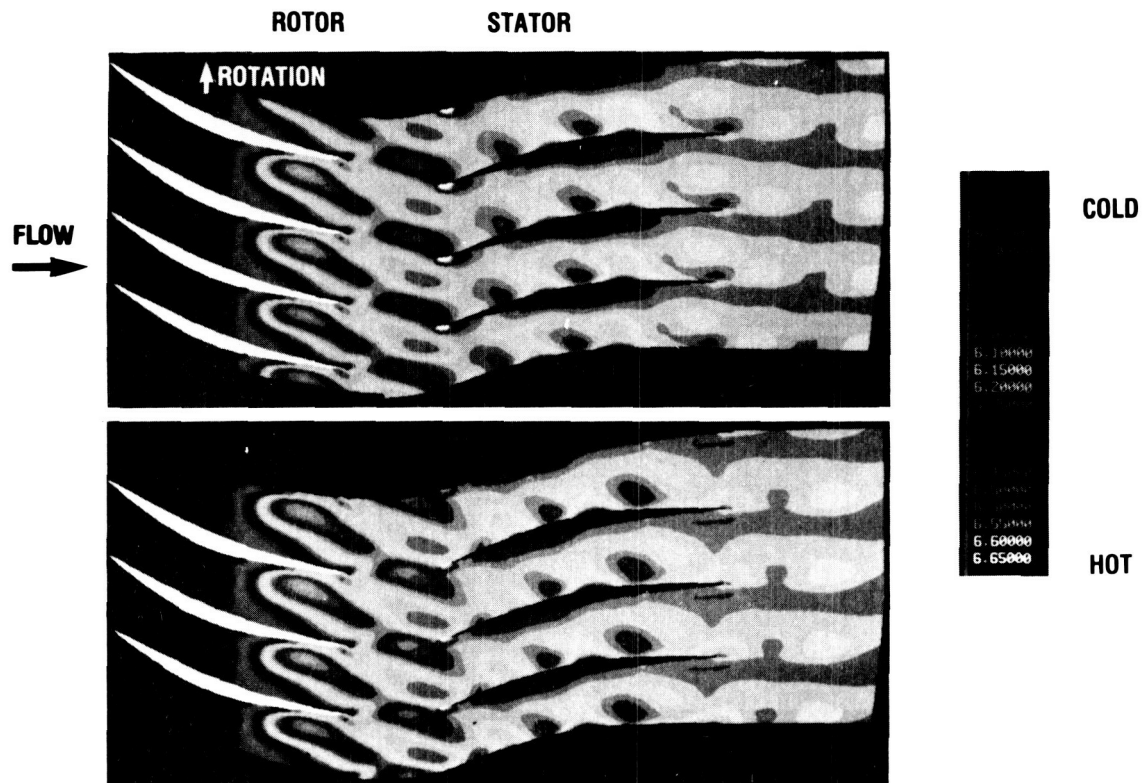 ROTOR
STATOR
ROTATION
FLOW
COLD
6.10000
6.15000
6.20000
6.55000
6.60000
6.65000
HOT